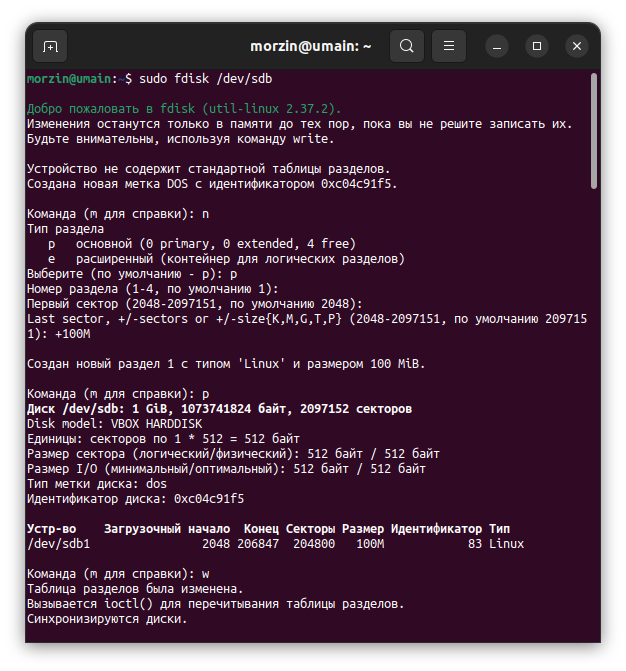 morzin@umain: ~
morzin@umain:~$ sudo fdisk /dev/sdb
Добро пожаловать в fdisk (util-linux 2.37.2).
Изменения останутся только в памяти до тех пор, пока вы не решите записать их.
Будьте внимательны, используя команду write.
Устройство не содержит стандартной таблицы разделов.
Создана новая метка DOS с идентификатором 0xc04c91f5.
Команда (m для справки): n
Тип раздела
p   основной (0 primary, 0 extended, 4 free)
e   расширенный (контейнер для логических разделов)
Выберите (по умолчанию - p): p
Номер раздела (1-4, по умолчанию 1):
Первый сектор (2048-2097151, по умолчанию 2048):
Last sector, +/-sectors or +/-size{K,M,G,T,P} (2048-2097151, по умолчанию 209715
1): +100M
Создан новый раздел 1 с типом 'Linux' и размером 100 MiB.
Команда (m для справки): p
Диск /dev/sdb: 1 GiB, 1073741824 байт, 2097152 секторов
Disk model: VBOX HARDDISK
Единицы: секторов по 1 * 512 = 512 байт
Размер сектора (логический/физический): 512 байт / 512 байт
Размер I/O (минимальный/оптимальный): 512 байт / 512 байт
Тип метки диска: dos
Идентификатор диска: 0xc04c91f5
Устр-во    Загрузочный начало  Конец Секторы Размер Идентификатор Тип
/dev/sdb1               2048 206847  204800   100M            83 Linux
Команда (m для справки): w
Таблица разделов была изменена.
Вызывается ioctl() для перечитывания таблицы разделов.
Синхронизируются диски.